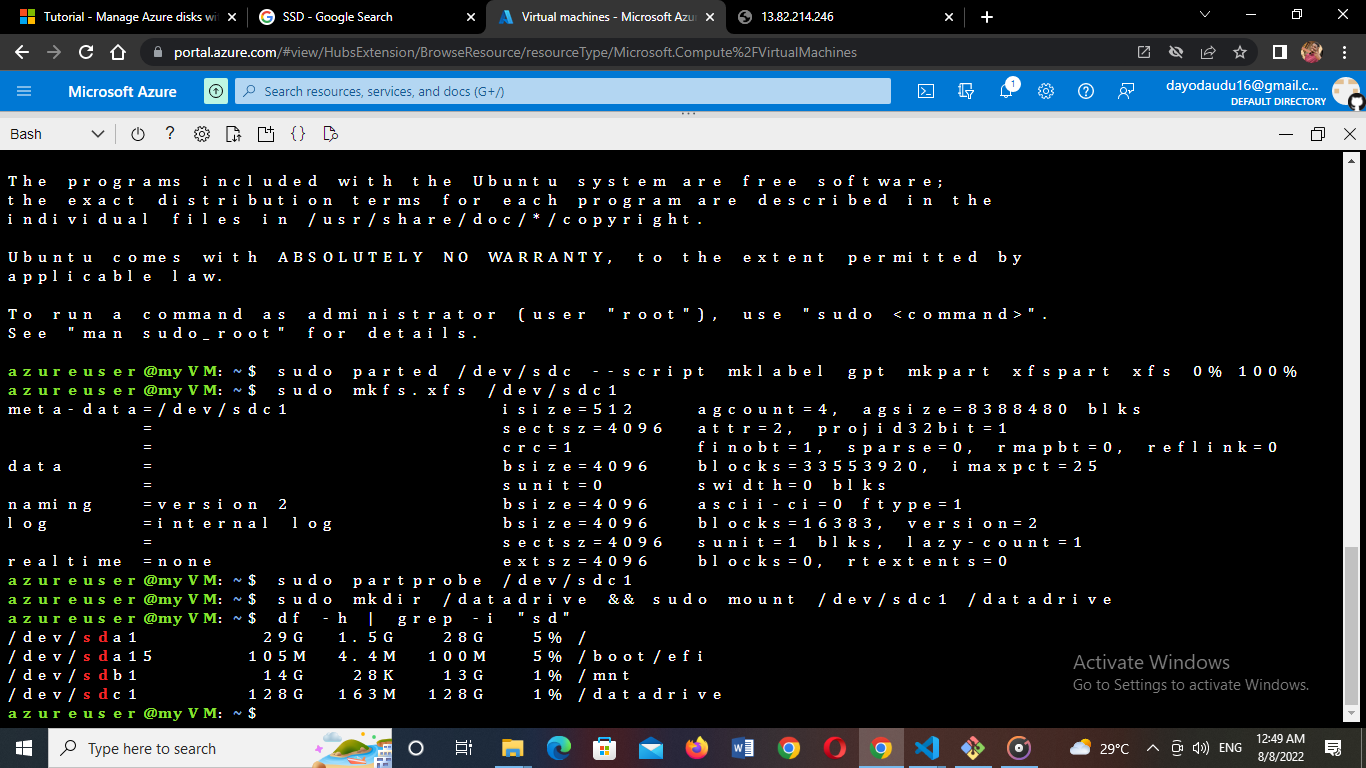 Tutorial - Manage Azure disks wi
SSD - Google Search
Virtual machines - Microsoft Azu
13.82.214.246
portal.azure.com/#view/HubsExtension/BrowseResource/resourceType/Microsoft.Compute%2FVirtualMachines
Microsoft Azure
Search resources, services, and docs (G+/)
1
dayodaudu16@gmail.c...
DEFAULT DIRECTORY
Bash
The programs included with the Ubuntu system are free software;
the exact distribution terms for each program are described in the
individual files in /usr/share/doc/*/copyright.
Ubuntu comes with ABSOLUTELY NO WARRANTY, to the extent permitted by
applicable law.
To run a command as administrator (user "root"), use "sudo <command>".
See "man sudo_root" for details.
azureuser@myVM:~$ sudo parted /dev/sdc --script mklabel gpt mkpart xfspart xfs 0% 100%
azureuser@myVM:~$ sudo mkfs.xfs /dev/sdc1
meta-data=/dev/sdc1 isize=512 agcount=4, agsize=8388480 blks
= sectsz=4096 attr=2, projid32bit=1
= crc=1 finobt=1, sparse=0, rmapbt=0, reflink=0
data = bsize=4096 blocks=33553920, imaxpct=25
= sunit=0 swidth=0 blks
naming =version 2 bsize=4096 ascii-ci=0 ftype=1
log =internal log bsize=4096 blocks=16383, version=2
= sectsz=4096 sunit=1 blks, lazy-count=1
realtime =none extsz=4096 blocks=0, rtextents=0
azureuser@myVM:~$ sudo partprobe /dev/sdc1
azureuser@myVM:~$ sudo mkdir /datadrive && sudo mount /dev/sdc1 /datadrive
azureuser@myVM:~$ df -h | grep -i "sd"
/dev/sda1 29G 1.5G 28G 5% /
/dev/sda15 105M 4.4M 100M 5% /boot/efi
/dev/sdb1 14G 28K 13G 1% /mnt
/dev/sdc1 128G 163M 128G 1% /datadrive
azureuser@myVM:~$
Activate Windows
Go to Settings to activate Windows.
Type here to search
29°C
ENG
12:49 AM
8/8/2022